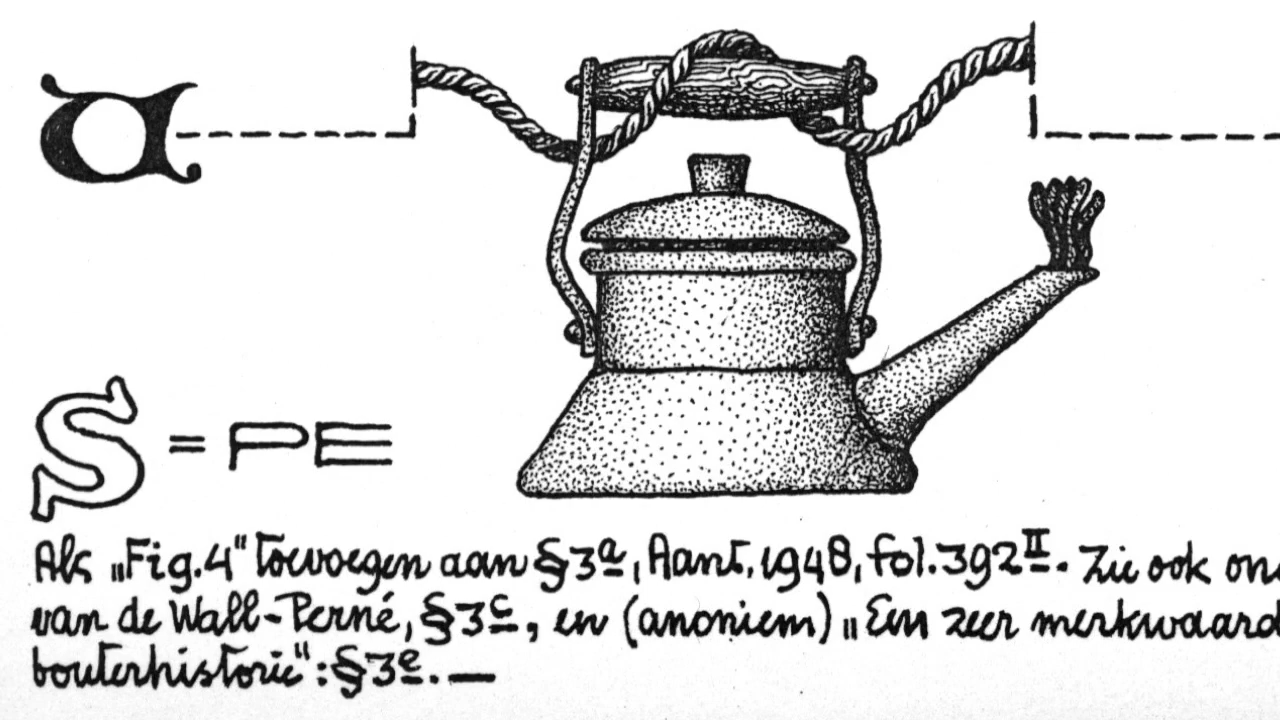 a
S = PE
Als „Fig. 4" toevoegen aan § 3a, Aant. 1948, fol. 392II. Zie ook
van de Wall-Perné, § 3c, en (anoniem) „Een zeer merkwaard
bouterhistorie": § 3e. —